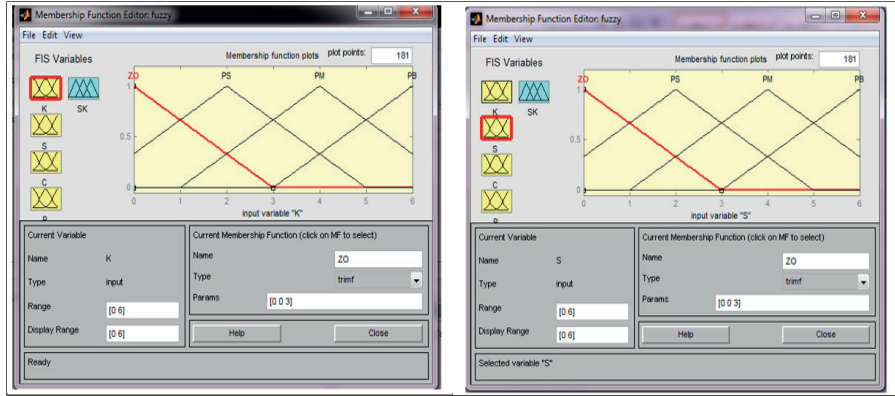 Membership Function Editor: fuzzy
File Edit View
FIS Variables
Membership function plots plot points: 181
ZO PS PM PB
K SK
S
C
1
0.5
0
0 1 2 3 4 5 6
input variable "K"
Current Variable
Name K
Type input
Range [0 6]
Display Range [0 6]
Current Membership Function (click on MF to select)
Name ZO
Type trimf
Params [0 0 3]
Help Close
Ready
Membership Function Editor: fuzzy
File Edit View
FIS Variables
Membership function plots plot points: 181
ZO PS PM PB
K SK
S
C
1
0.5
0
0 1 2 3 4 5 6
input variable "S"
Current Variable
Name S
Type input
Range [0 6]
Display Range [0 6]
Current Membership Function (click on MF to select)
Name ZO
Type trimf
Params [0 0 3]
Help Close
Selected variable "S"